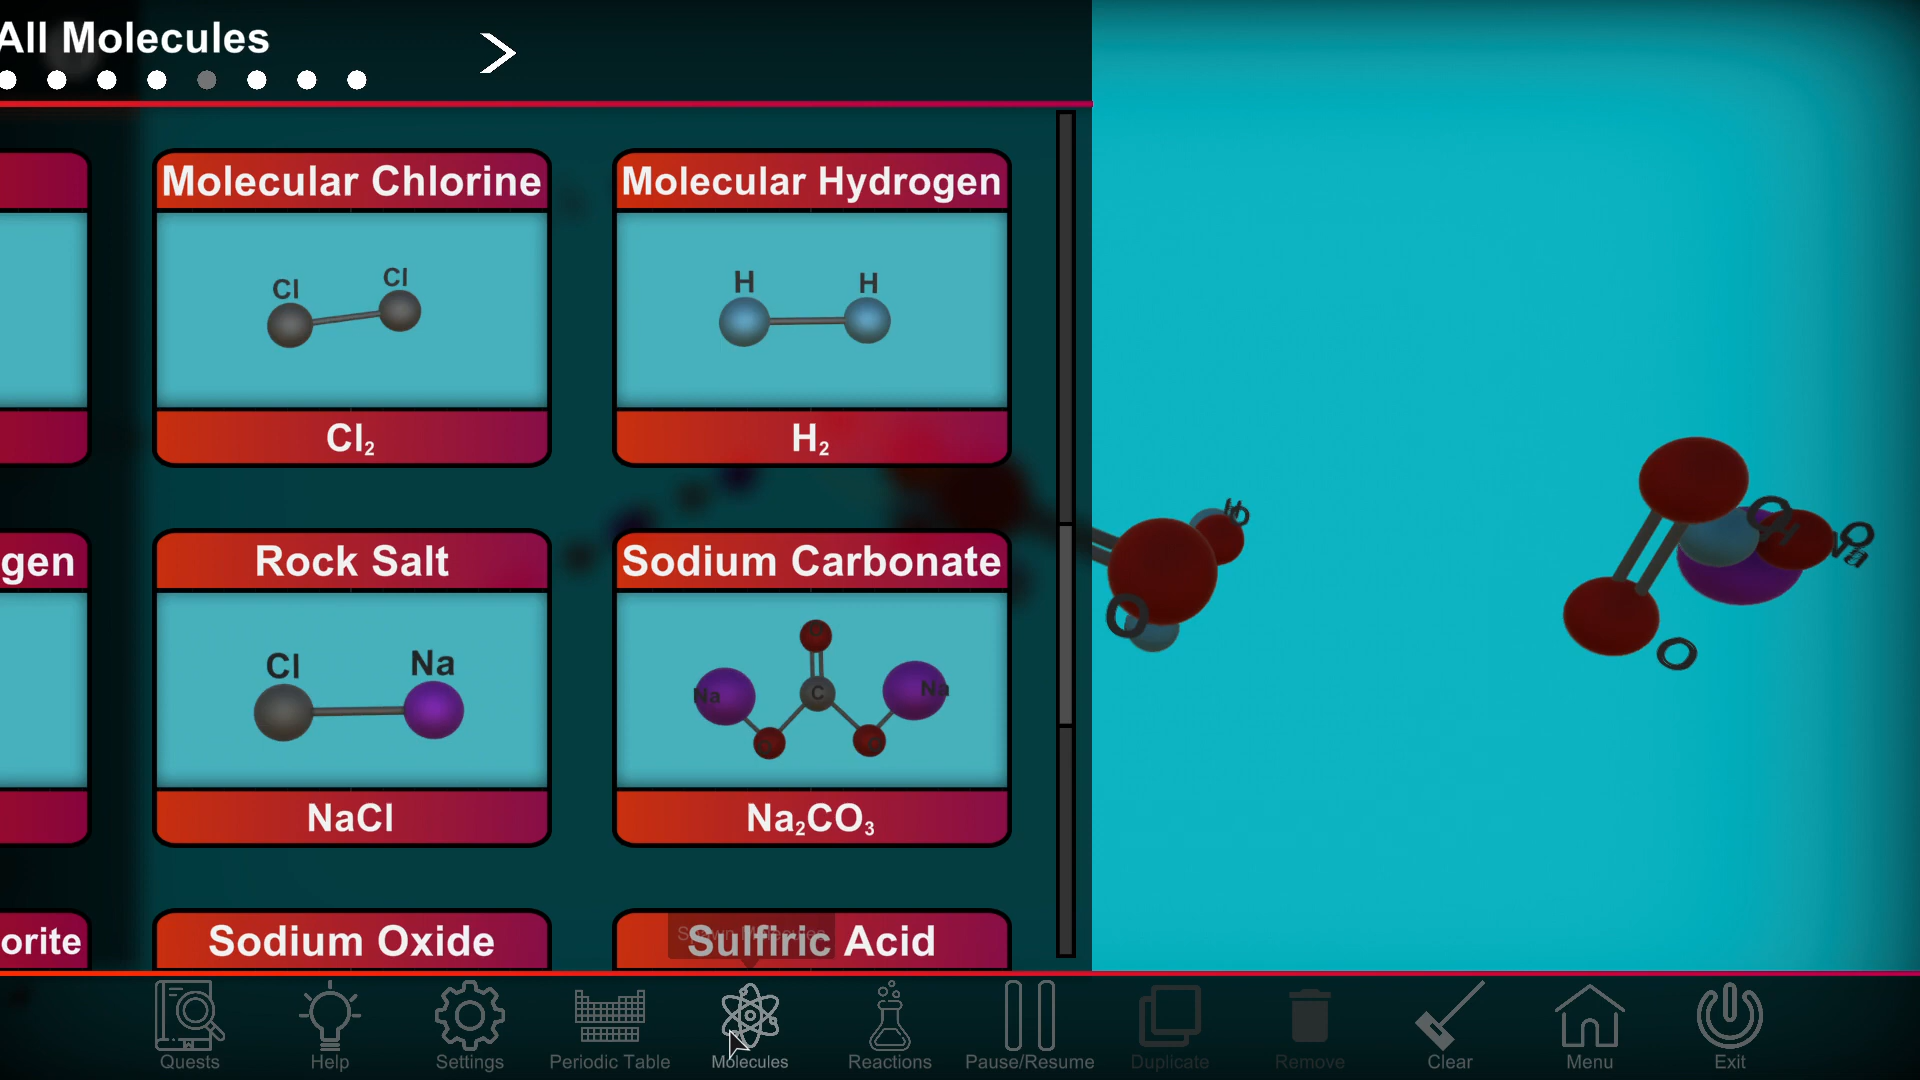 All Molecules
Molecular Chlorine
Molecular Hydrogen
Cl Cl
H H
Cl₂
H₂
gen
Rock Salt
Sodium Carbonate
Cl Na
O
Na C Na
O O
NaCl
Na₂CO₃
orite
Sodium Oxide
Sulfiric Acid
H O
O
O H O
Na
O
Quests
Help
Settings
Periodic Table
Molecules
Reactions
Pause/Resume
Duplicate
Remove
Clear
Menu
Exit